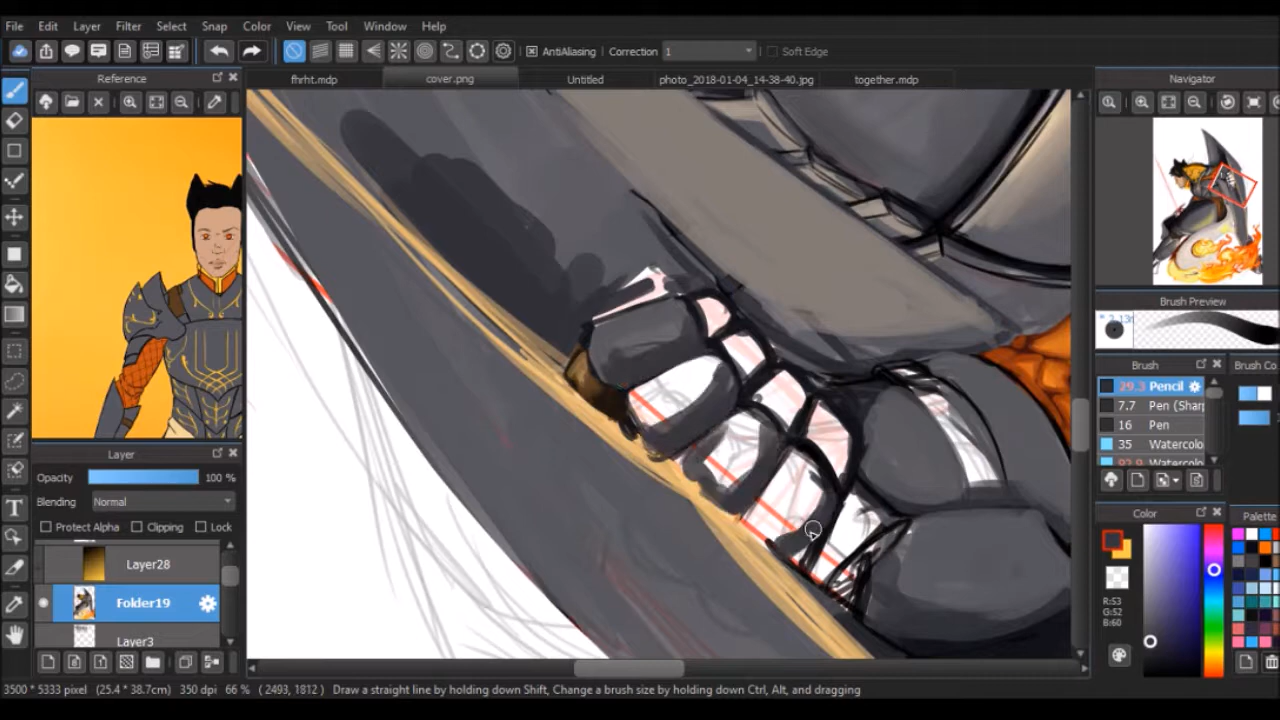 File Edit Layer Filter Select Snap Color View Tool Window Help
AntiAliasing Correction 1 Soft Edge
Reference
fhrht.mdp cover.png Untitled photo_2018-01-04_14-38-40.jpg together.mdp
Navigator
Brush Preview
Brush Brush Co
29.3 Pencil
7.7 Pen (Shar
16 Pen
35 Watercolo
Watercolo
Layer
Opacity 100 %
Blending Normal
Protect Alpha Clipping Lock
Layer28
Folder19
Layer3
Color Palette
R:53
G:52
B:60
3500 * 5333 pixel (25.4 * 38.7cm) 350 dpi 66 % ( 2493, 1812 ) Draw a straight line by holding down Shift, Change a brush size by holding down Ctrl, Alt, and dragging